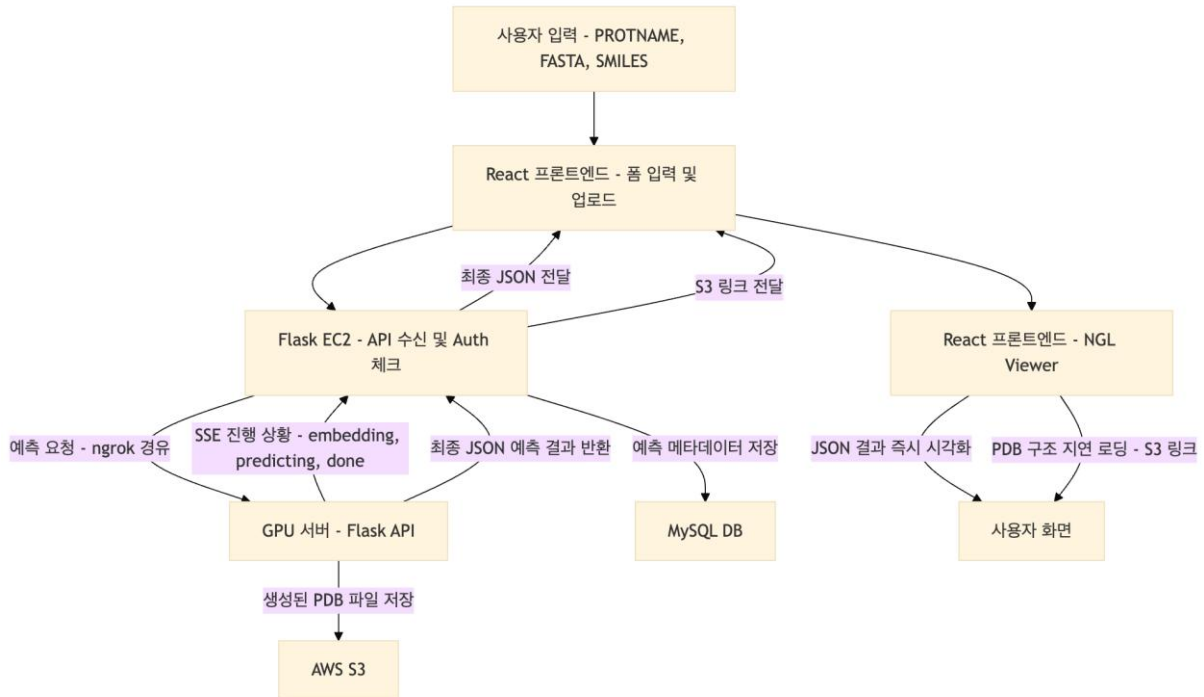 사용자 입력 - PROTNAME,
FASTA, SMILES
React 프론트엔드 - 폼 입력 및
업로드
최종 JSON 전달
S3 링크 전달
Flask EC2 - API 수신 및 Auth
체크
React 프론트엔드 - NGL
Viewer
예측 요청 - ngrok 경유
SSE 진행 상황 - embedding,
predicting, done
최종 JSON 예측 결과 반환
예측 메타데이터 저장
JSON 결과 즉시 시각화
PDB 구조 지연 로딩 - S3 링크
GPU 서버 - Flask API
MySQL DB
사용자 화면
생성된 PDB 파일 저장
AWS S3